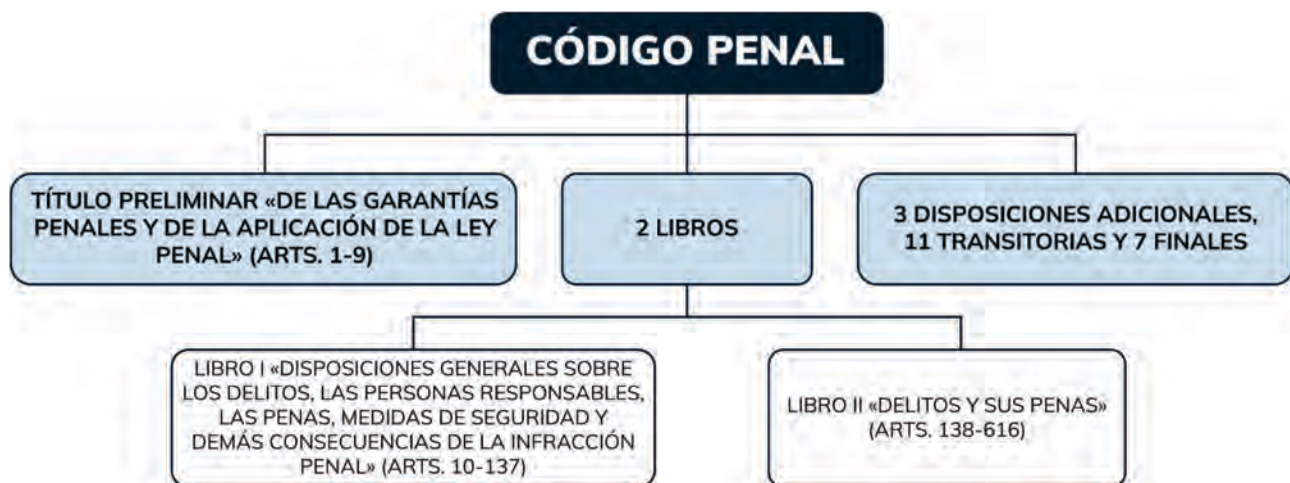 CÓDIGO PENAL
TÍTULO PRELIMINAR «DE LAS GARANTÍAS
PENALES Y DE LA APLICACIÓN DE LA LEY
PENAL» (ARTS. 1-9)
2 LIBROS
3 DISPOSICIONES ADICIONALES,
11 TRANSITORIAS Y 7 FINALES
LIBRO I «DISPOSICIONES GENERALES SOBRE
LOS DELITOS, LAS PERSONAS RESPONSABLES,
LAS PENAS, MEDIDAS DE SEGURIDAD Y
DEMÁS CONSECUENCIAS DE LA INFRACCIÓN
PENAL» (ARTS. 10-137)
LIBRO II «DELITOS Y SUS PENAS»
(ARTS. 138-616)